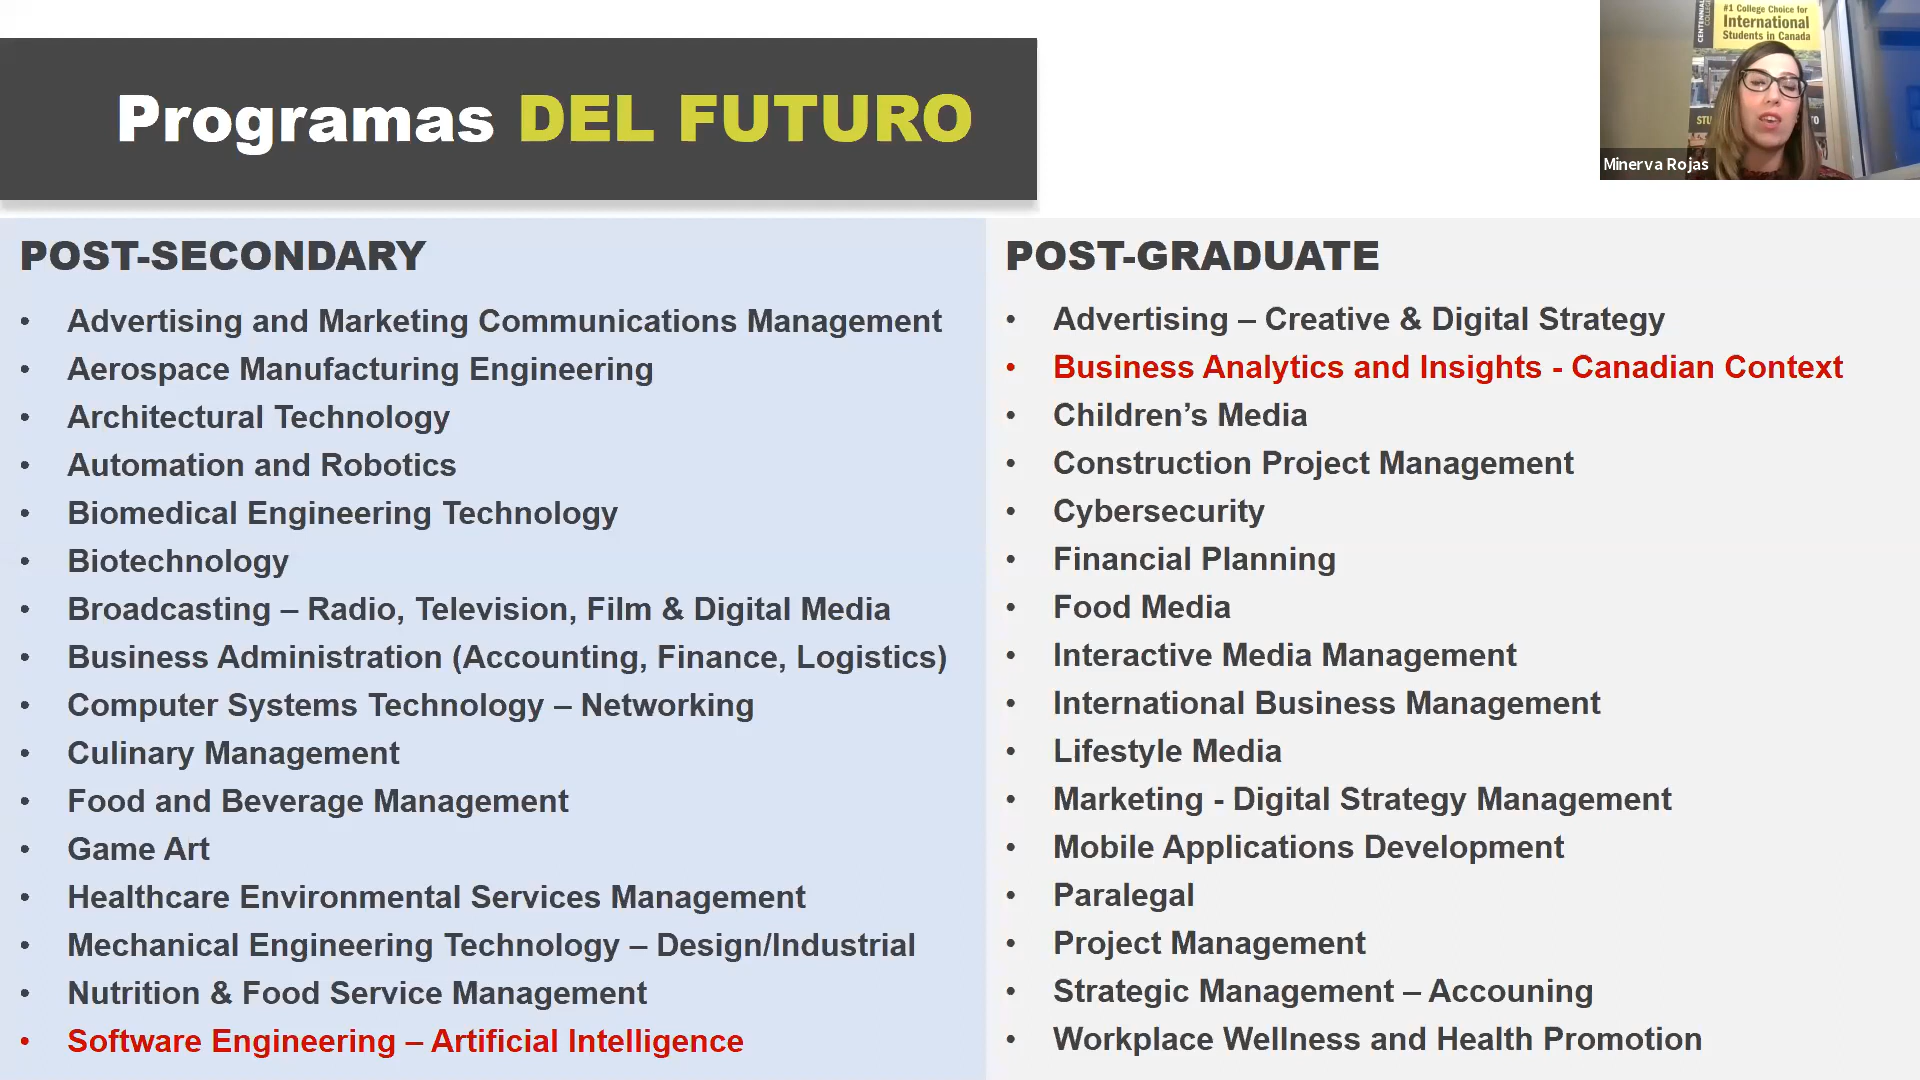 Programas DEL FUTURO
CENTENNIAL COLLEGE
#1 College Choice for
International
Students in Canada
Minerva Rojas
POST-SECONDARY
• Advertising and Marketing Communications Management
• Aerospace Manufacturing Engineering
• Architectural Technology
• Automation and Robotics
• Biomedical Engineering Technology
• Biotechnology
• Broadcasting – Radio, Television, Film & Digital Media
• Business Administration (Accounting, Finance, Logistics)
• Computer Systems Technology – Networking
• Culinary Management
• Food and Beverage Management
• Game Art
• Healthcare Environmental Services Management
• Mechanical Engineering Technology – Design/Industrial
• Nutrition & Food Service Management
• Software Engineering – Artificial Intelligence
POST-GRADUATE
• Advertising – Creative & Digital Strategy
• Business Analytics and Insights - Canadian Context
• Children’s Media
• Construction Project Management
• Cybersecurity
• Financial Planning
• Food Media
• Interactive Media Management
• International Business Management
• Lifestyle Media
• Marketing - Digital Strategy Management
• Mobile Applications Development
• Paralegal
• Project Management
• Strategic Management – Accouning
• Workplace Wellness and Health Promotion